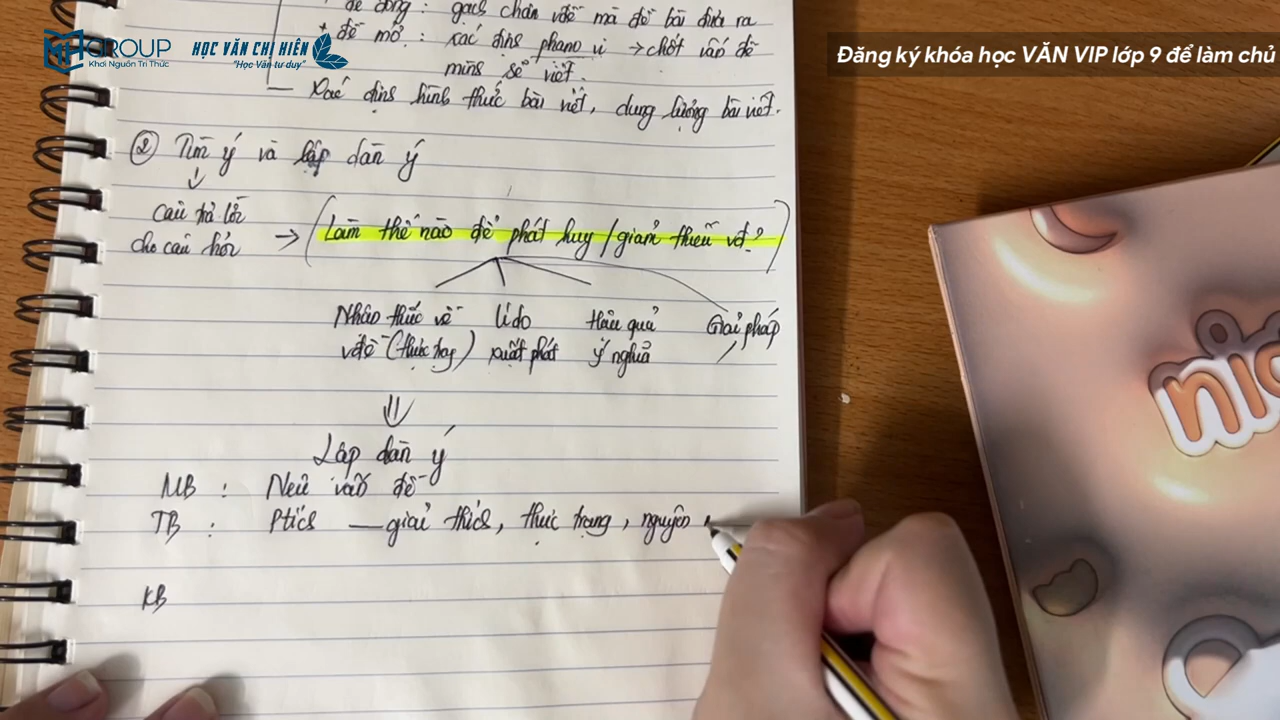 + đề đóng : gạch chân vđề mà đề bài đưa ra
MH GROUP
Khơi Nguồn Tri Thức
HỌC VĂN CHỊ HIÊN
"Học Văn tư duy"
Đăng ký khóa học VĂN VIP lớp 9 để làm chủ
+ đề mở : xác định phạm vi → chốt vấn đề
mình sẽ viết.
— Xác định hình thức bài viết, dung lượng bài viết.
② Tìm ý và lập dàn ý
Câu trả lời
cho câu hỏi → (Làm thế nào để phát huy / giảm thiểu vđ?)
Nhận thức về vđề (thực trạng)
Lí do xuất phát
Hậu quả ý nghĩa
Giải pháp
Lập dàn ý
MB : Nêu vấn đề
TB : Ptích — giải thích, thực trạng, nguyên
KB